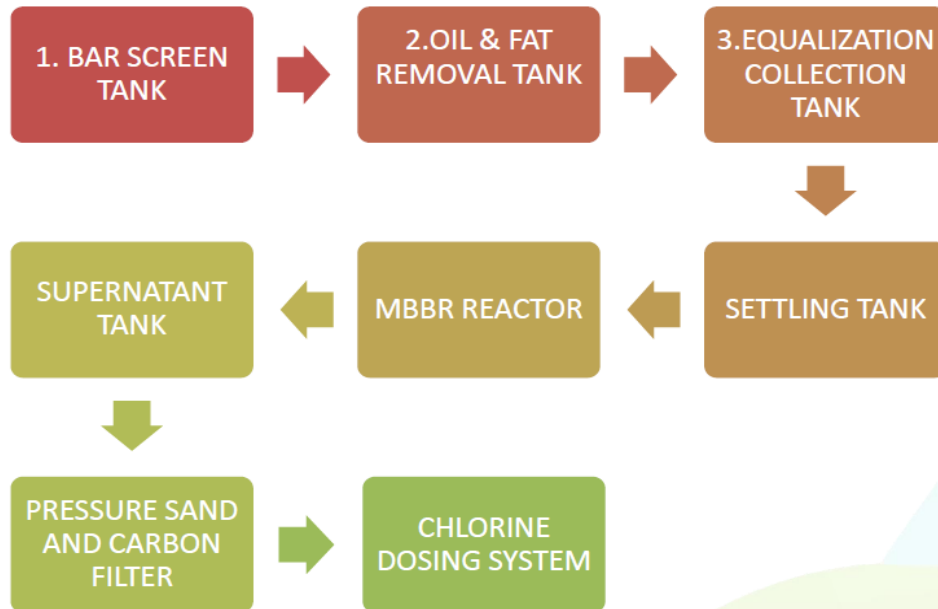 1. BAR SCREEN
TANK
2.OIL & FAT
REMOVAL TANK
3.EQUALIZATION
COLLECTION
TANK
SETTLING TANK
MBBR REACTOR
SUPERNATANT
TANK
PRESSURE SAND
AND CARBON
FILTER
CHLORINE
DOSING SYSTEM